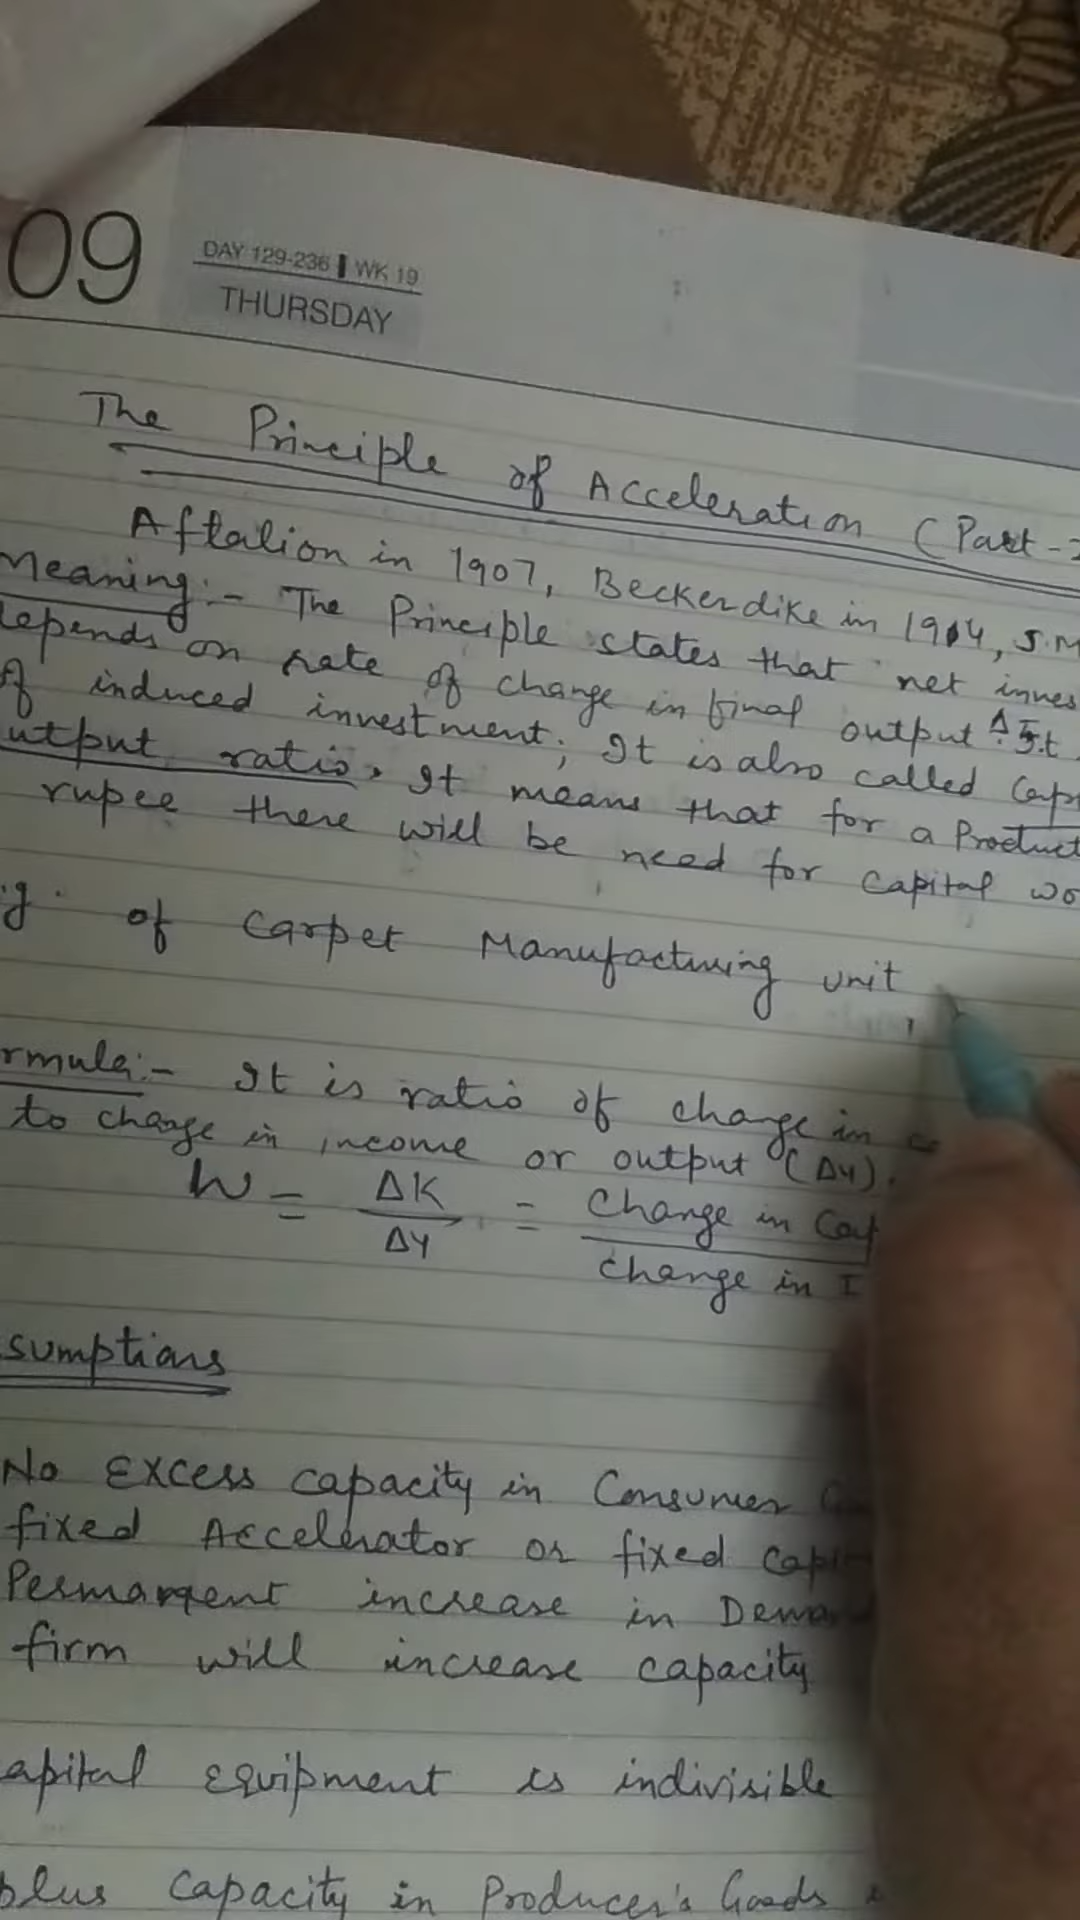 09
DAY 129-236 WK 19
THURSDAY
The Principle of Acceleration (Part -
Aftalion in 1907, Beckerdike in 1914, J.M
Meaning:- The Principle states that net inves
depends on rate of change in final output
of induced investment; It is also called Cap
utput ratio. It means that for a Product
rupee there will be need for capital wo
g. of Carpet Manufacturing unit,
rmula:- It is ratio of change in
to change in income or output (ΔY).
W = ΔK / ΔY = Change in Cap / Change in I
sumptions
No Excess capacity in Consumer
fixed Accelerator or fixed Capi
Permanent increase in Dema
firm will increase capacity
apital equipment is indivisible
plus capacity in Producer's Goods